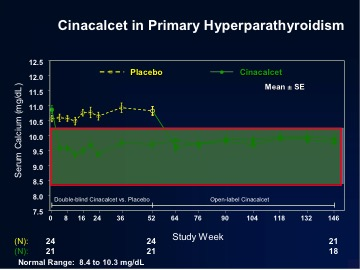 Cinacalcet in Primary Hyperparathyroidism
Placebo Cinacalcet
Mean ± SE
Serum Calcium (mg/dL)
12.5
12.0
11.5
11.0
10.5
10.0
9.5
9.0
8.5
8.0
7.5
Double-blind Cinacalcet vs. Placebo Open-label Cinacalcet
0 8 16 24 36 52 64 76 90 104 118 132 146
Study Week
(N): 24 24 21
(N): 21 21 18
Normal Range: 8.4 to 10.3 mg/dL